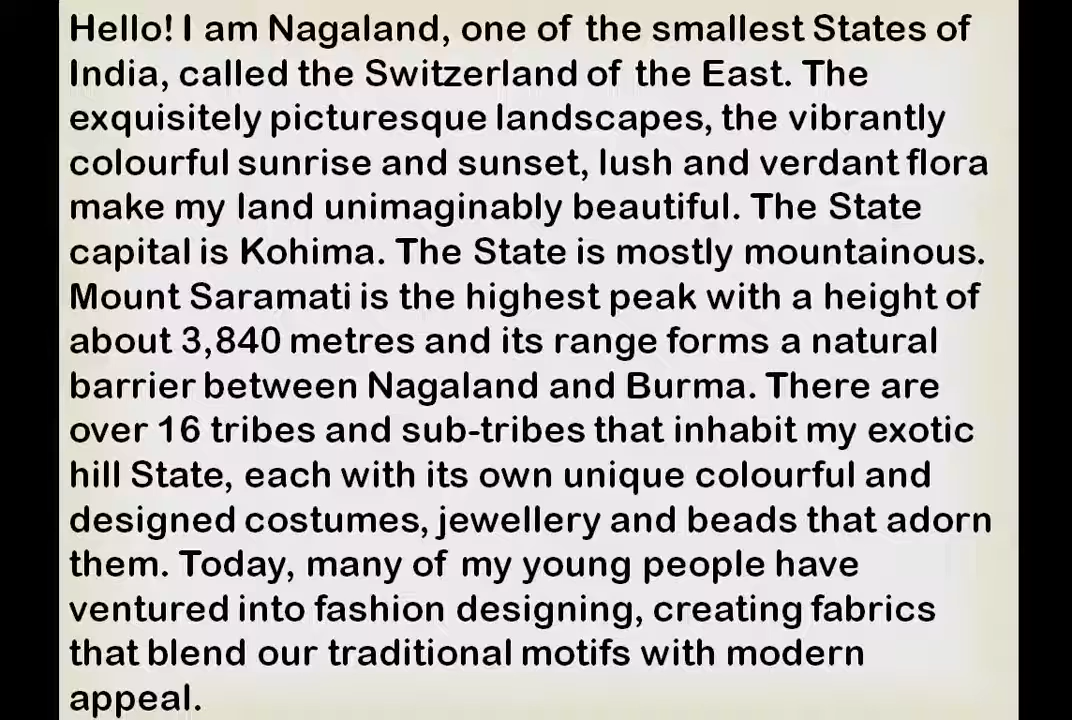 Hello! I am Nagaland, one of the smallest States of
India, called the Switzerland of the East. The
exquisitely picturesque landscapes, the vibrantly
colourful sunrise and sunset, lush and verdant flora
make my land unimaginably beautiful. The State
capital is Kohima. The State is mostly mountainous.
Mount Saramati is the highest peak with a height of
about 3,840 metres and its range forms a natural
barrier between Nagaland and Burma. There are
over 16 tribes and sub-tribes that inhabit my exotic
hill State, each with its own unique colourful and
designed costumes, jewellery and beads that adorn
them. Today, many of my young people have
ventured into fashion designing, creating fabrics
that blend our traditional motifs with modern
appeal.